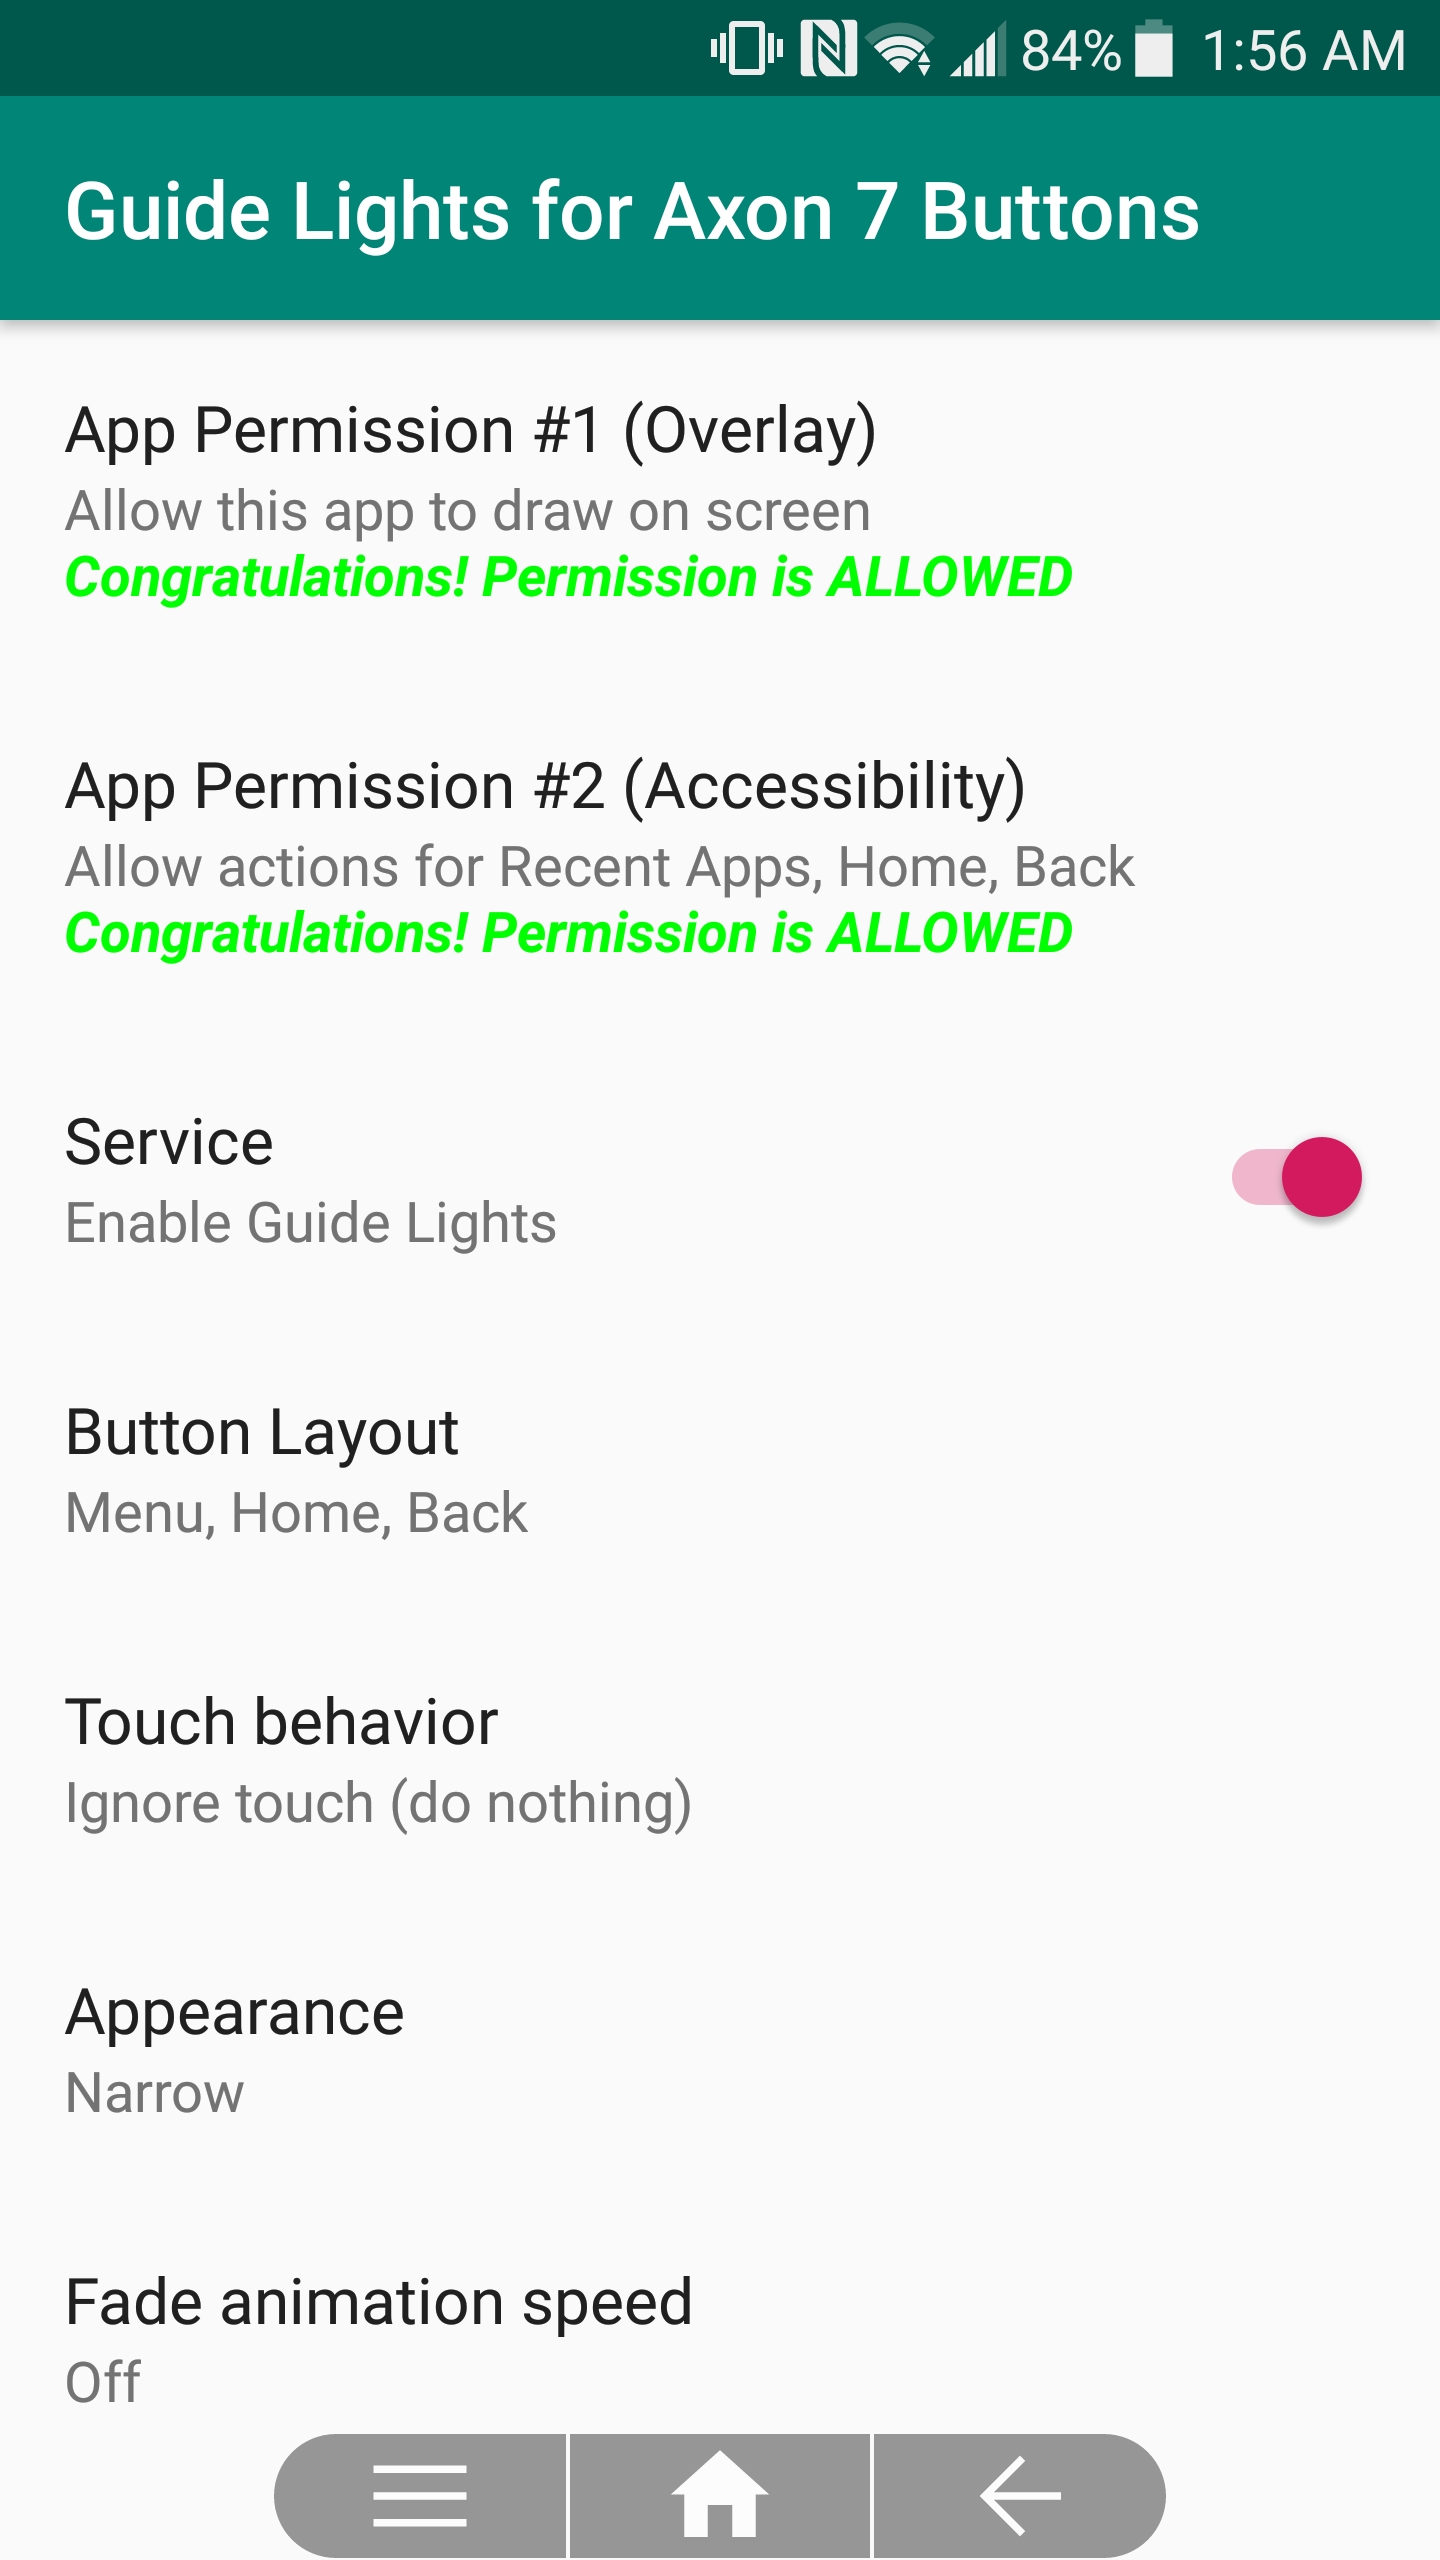 84% 1:56 AM
Guide Lights for Axon 7 Buttons
App Permission #1 (Overlay)
Allow this app to draw on screen
Congratulations! Permission is ALLOWED
App Permission #2 (Accessibility)
Allow actions for Recent Apps, Home, Back
Congratulations! Permission is ALLOWED
Service
Enable Guide Lights
Button Layout
Menu, Home, Back
Touch behavior
Ignore touch (do nothing)
Appearance
Narrow
Fade animation speed
Off